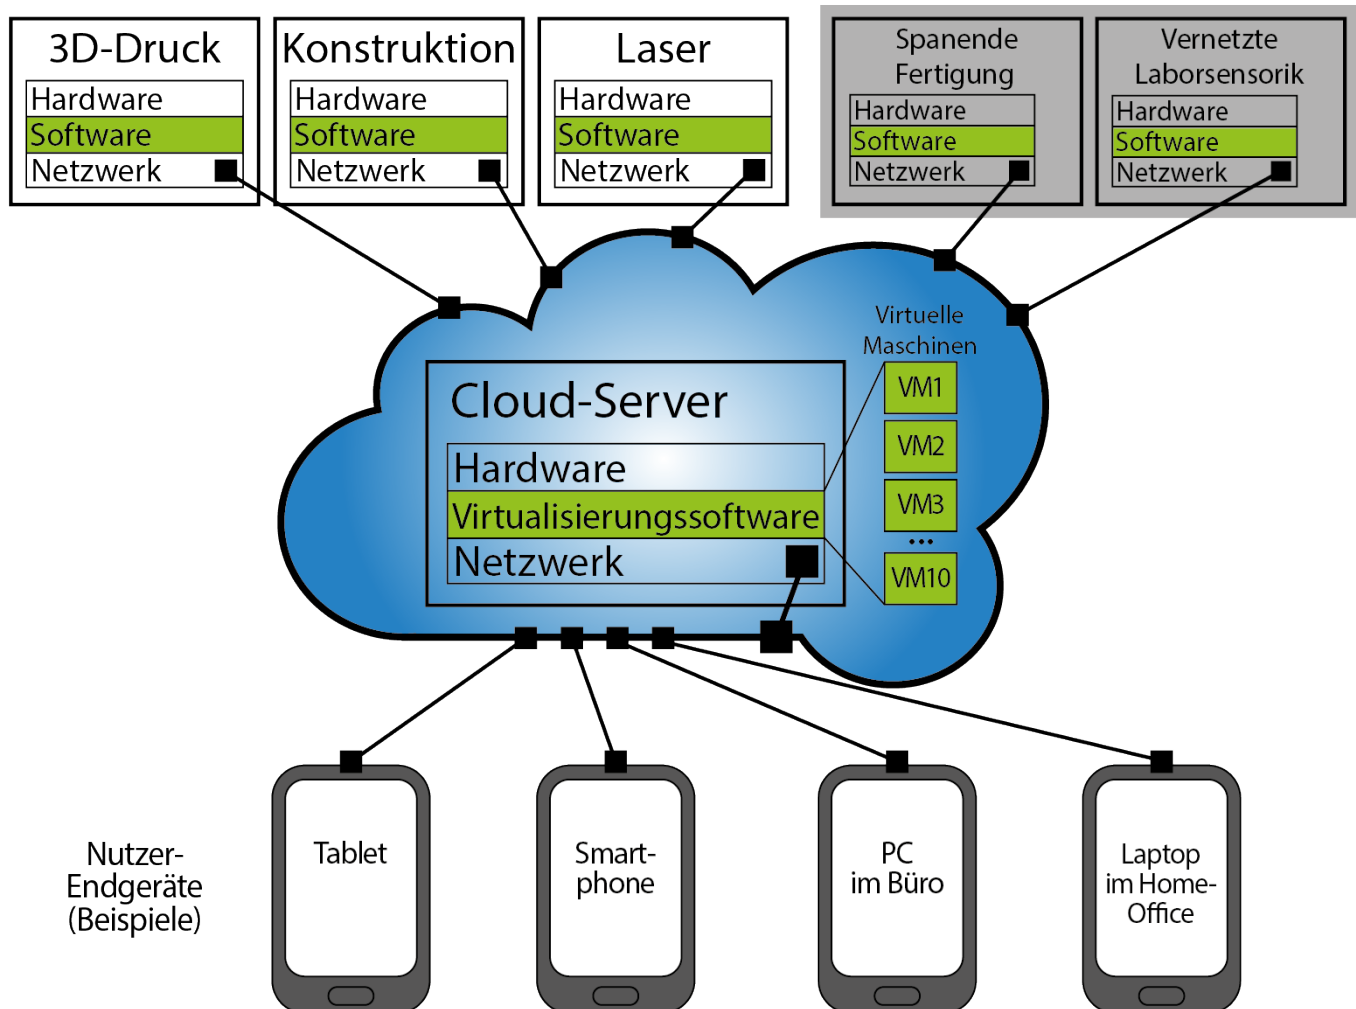 3D-Druck
Hardware
Software
Netzwerk
Konstruktion
Hardware
Software
Netzwerk
Laser
Hardware
Software
Netzwerk
Spanende
Fertigung
Hardware
Software
Netzwerk
Vernetzte
Laborsensorik
Hardware
Software
Netzwerk
Cloud-Server
Hardware
Virtualisierungssoftware
Netzwerk
Virtuelle
Maschinen
VM1
VM2
VM3
...
VM10
Nutzer-
Endgeräte
(Beispiele)
Tablet
Smart-
phone
PC
im Büro
Laptop
im Home-
Office